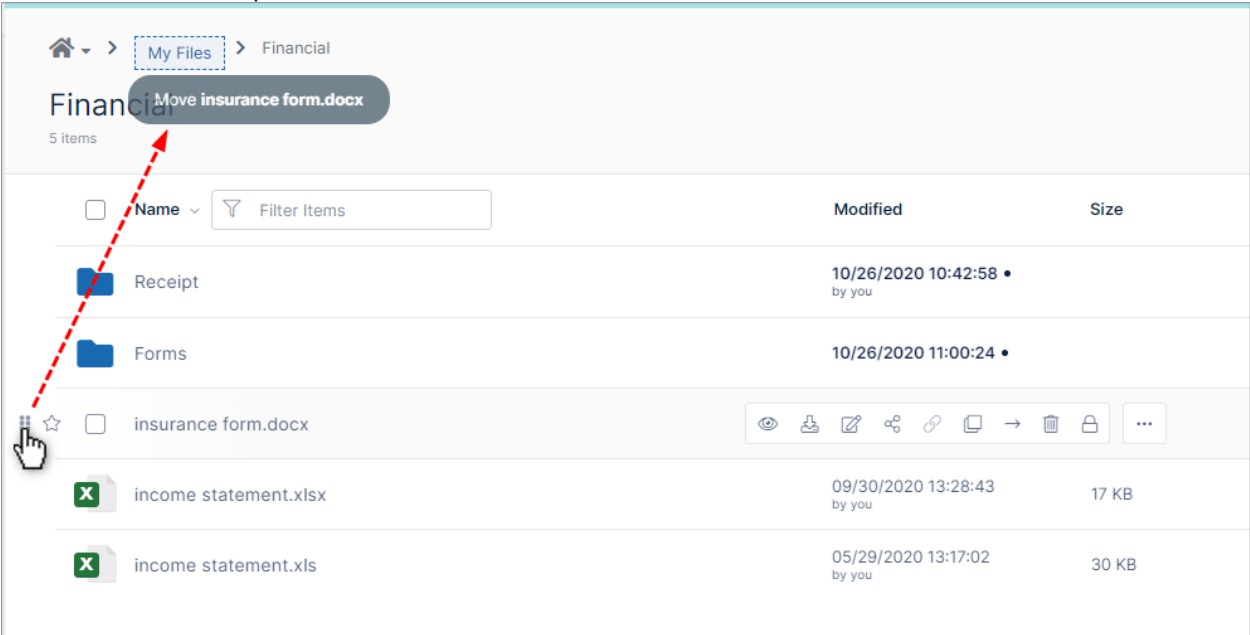 My Files > Financial
Financial
Move insurance form.docx
5 items
Name Filter Items Modified Size
Receipt 10/26/2020 10:42:58 •
by you
Forms 10/26/2020 11:00:24 •
insurance form.docx
income statement.xlsx 09/30/2020 13:28:43 17 KB
by you
income statement.xls 05/29/2020 13:17:02 30 KB
by you